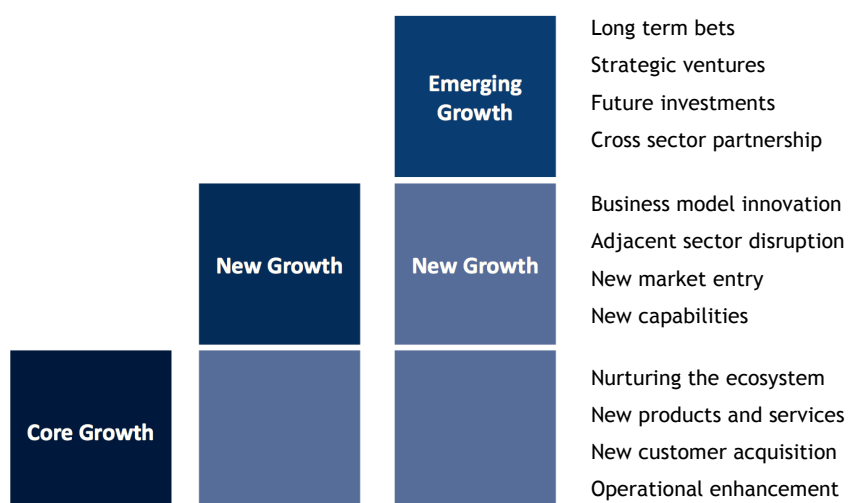 Emerging
Growth
Long term bets
Strategic ventures
Future investments
Cross sector partnership
New Growth
New Growth
Business model innovation
Adjacent sector disruption
New market entry
New capabilities
Core Growth
Nurturing the ecosystem
New products and services
New customer acquisition
Operational enhancement